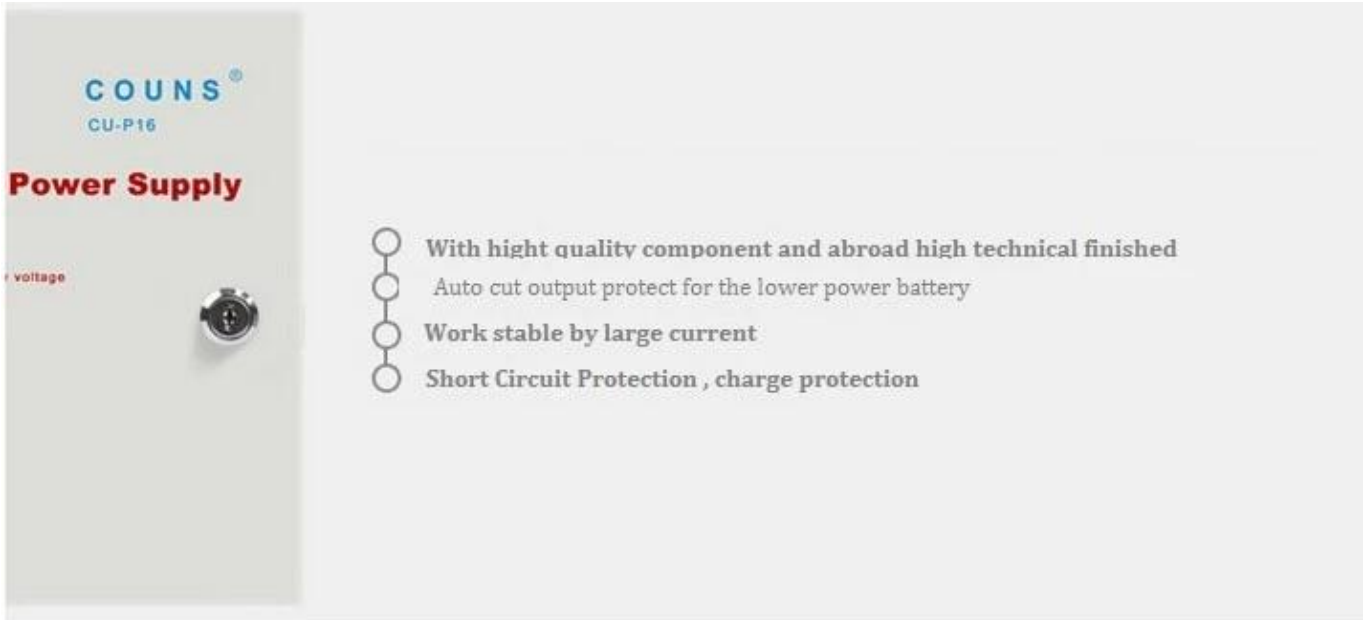 COUNS®
CU-P16
Power Supply
voltage
With hight quality component and abroad high technical finished
Auto cut output protect for the lower power battery
Work stable by large current
Short Circuit Protection , charge protection